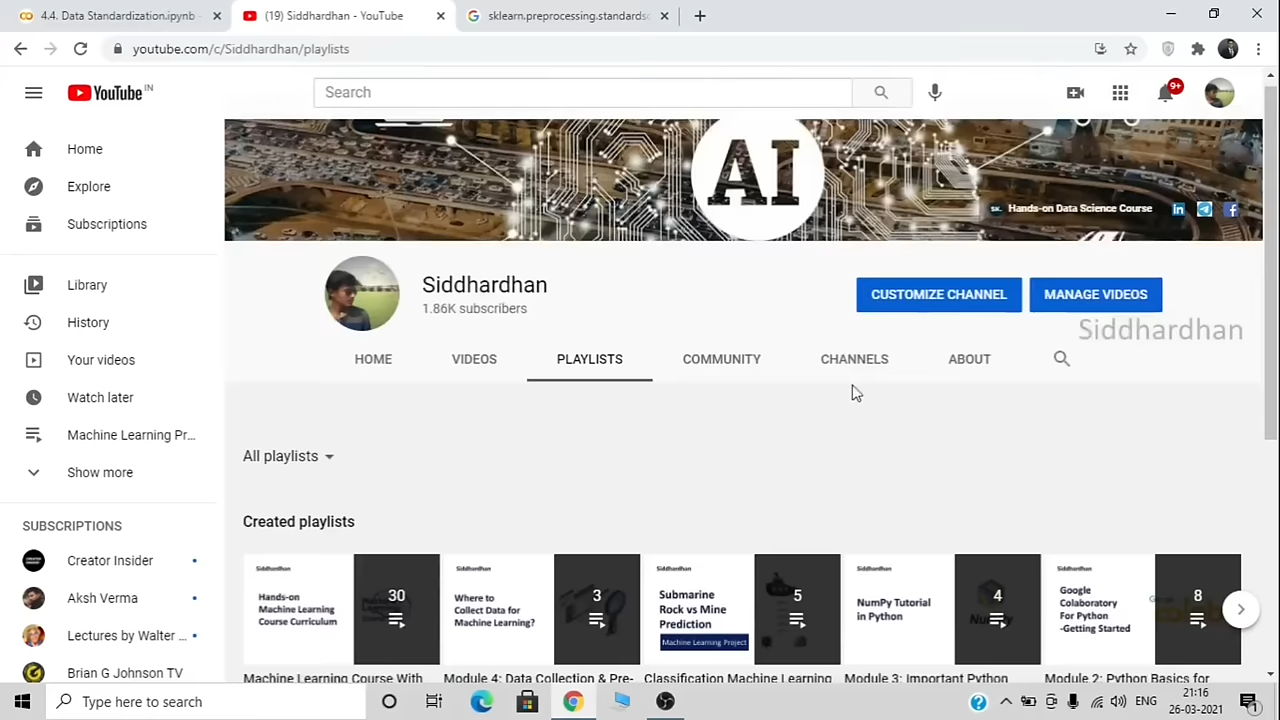 4.4. Data Standardization.ipynb -
(19) Siddhardhan - YouTube
sklearn.preprocessing.standardsc
youtube.com/c/Siddhardhan/playlists
YouTube IN
Search
9+
Home
Explore
Subscriptions
Library
History
Your videos
Watch later
Machine Learning Pr...
Show more
SUBSCRIPTIONS
Creator Insider
Aksh Verma
Lectures by Walter ...
Brian G Johnson TV
AI
SK. Hands-on Data Science Course
Siddhardhan
1.86K subscribers
CUSTOMIZE CHANNEL
MANAGE VIDEOS
Siddhardhan
HOME
VIDEOS
PLAYLISTS
COMMUNITY
CHANNELS
ABOUT
All playlists
Created playlists
Siddhardhan
Hands-on
Machine Learning
Course Curriculum
30
Machine Learning Course With
Siddhardhan
Where to
Collect Data for
Machine Learning?
3
Module 4: Data Collection & Pre-
Siddhardhan
Submarine
Rock vs Mine
Prediction
Machine Learning Project
5
Classification Machine Learning
Siddhardhan
NumPy Tutorial
in Python
4
Module 3: Important Python
Siddhardhan
Google
Colaboratory
For Python
-Getting Started
8
Module 2: Python Basics for
Type here to search
ENG
21:16
26-03-2021
1